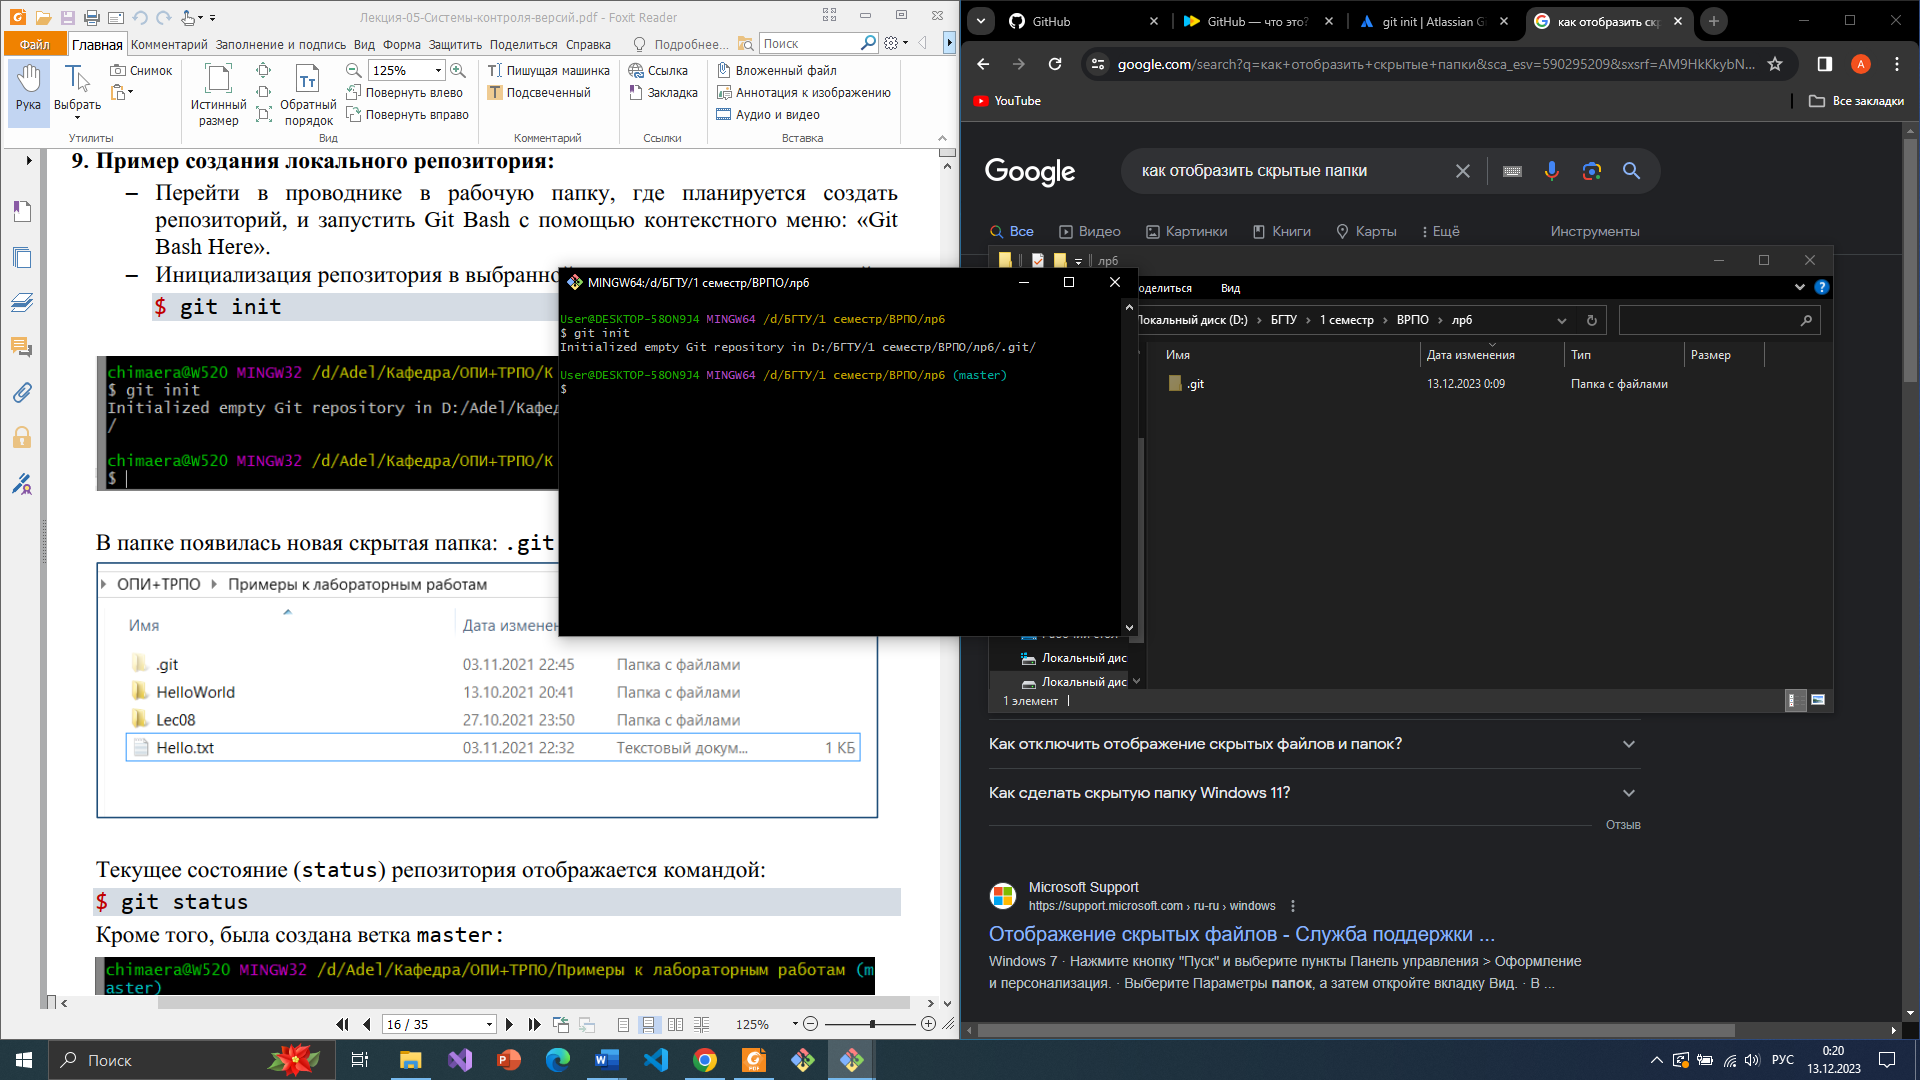 Лекция-05-Системы-контроля-версий.pdf - Foxit Reader
Файл Главная Комментарий Заполнение и подпись Вид Форма Защитить Поделиться Справка Подробнее... Поиск
Рука
Выбрать
Снимок
Утилиты
Истинный размер
Обратный порядок
125%
Повернуть влево
Повернуть вправо
Вид
Пишущая машинка
Подсвеченный
Комментарий
Ссылка
Закладка
Ссылки
Вложенный файл
Аннотация к изображению
Аудио и видео
Вставка
9. Пример создания локального репозитория:
– Перейти в проводнике в рабочую папку, где планируется создать
репозиторий, и запустить Git Bash с помощью контекстного меню: «Git
Bash Here».
– Инициализация репозитория в выбранной
$ git init
chimaera@W520 MINGW32 /d/Adel/Кафедра/ОПИ+ТРПО/К
$ git init
Initialized empty Git repository in D:/Adel/Кафед
/
chimaera@W520 MINGW32 /d/Adel/Кафедра/ОПИ+ТРПО/К
$
В папке появилась новая скрытая папка: .git
ОПИ+ТРПО Примеры к лабораторным работам
Имя Дата изменен
.git 03.11.2021 22:45 Папка с файлами
HelloWorld 13.10.2021 20:41 Папка с файлами
Lec08 27.10.2021 23:50 Папка с файлами
Hello.txt 03.11.2021 22:32 Текстовый докум... 1 КБ
Текущее состояние (status) репозитория отображается командой:
$ git status
Кроме того, была создана ветка master:
chimaera@W520 MINGW32 /d/Adel/Кафедра/ОПИ+ТРПО/Примеры к лабораторным работам (m
aster)
16 / 35
125%
MINGW64:/d/БГТУ/1 семестр/ВРПО/лр6
User@DESKTOP-58ON9J4 MINGW64 /d/БГТУ/1 семестр/ВРПО/лр6
$ git init
Initialized empty Git repository in D:/БГТУ/1 семестр/ВРПО/лр6/.git/
User@DESKTOP-58ON9J4 MINGW64 /d/БГТУ/1 семестр/ВРПО/лр6 (master)
$
GitHub
GitHub — что это?
git init | Atlassian G
как отобразить скр
google.com/search?q=как+отобразить+скрытые+папки&sca_esv=590295209&sxsrf=AM9HkKkybN...
A
YouTube
Все закладки
Google
как отобразить скрытые папки
Все Видео Картинки Книги Карты Ещё Инструменты
лр6
оделиться Вид
Локальный диск (D:) › БГТУ › 1 семестр › ВРПО › лр6
Имя Дата изменения Тип Размер
.git 13.12.2023 0:09 Папка с файлами
Локальный дис
Локальный дис
1 элемент
Как отключить отображение скрытых файлов и папок?
Как сделать скрытую папку Windows 11?
Отзыв
Microsoft Support
https://support.microsoft.com › ru-ru › windows
Отображение скрытых файлов - Служба поддержки ...
Windows 7 · Нажмите кнопку "Пуск" и выберите пункты Панель управления > Оформление
и персонализация. · Выберите Параметры папок, а затем откройте вкладку Вид. · В ...
Поиск
РУС
0:20
13.12.2023